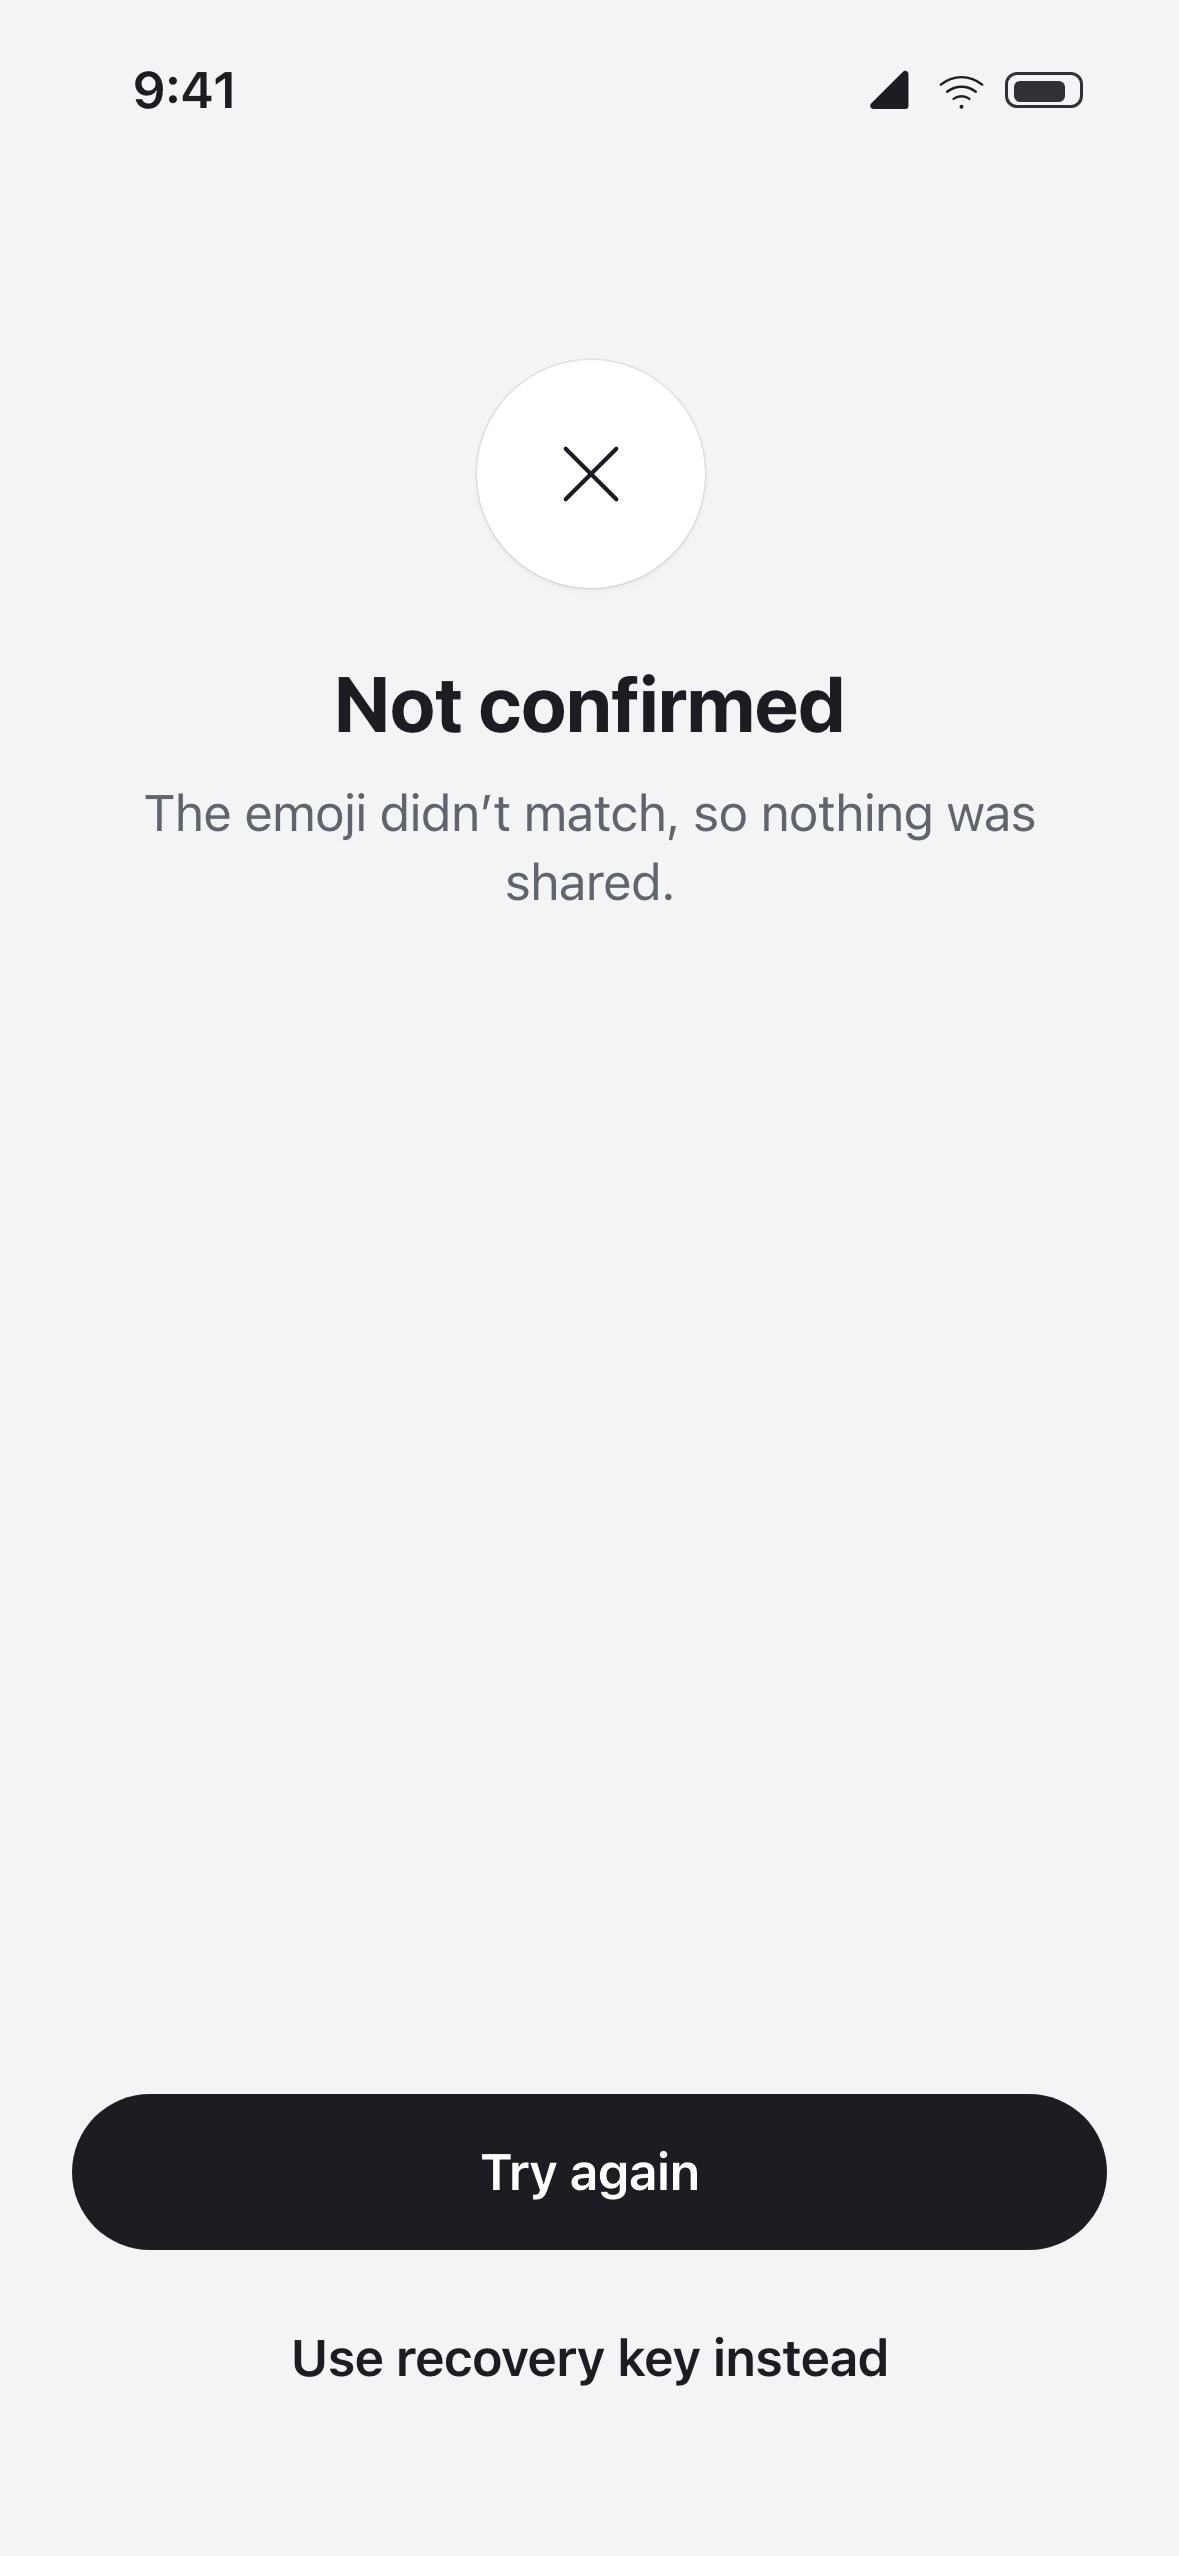 9:41
Not confirmed
The emoji didn’t match, so nothing was
shared.
Try again
Use recovery key instead